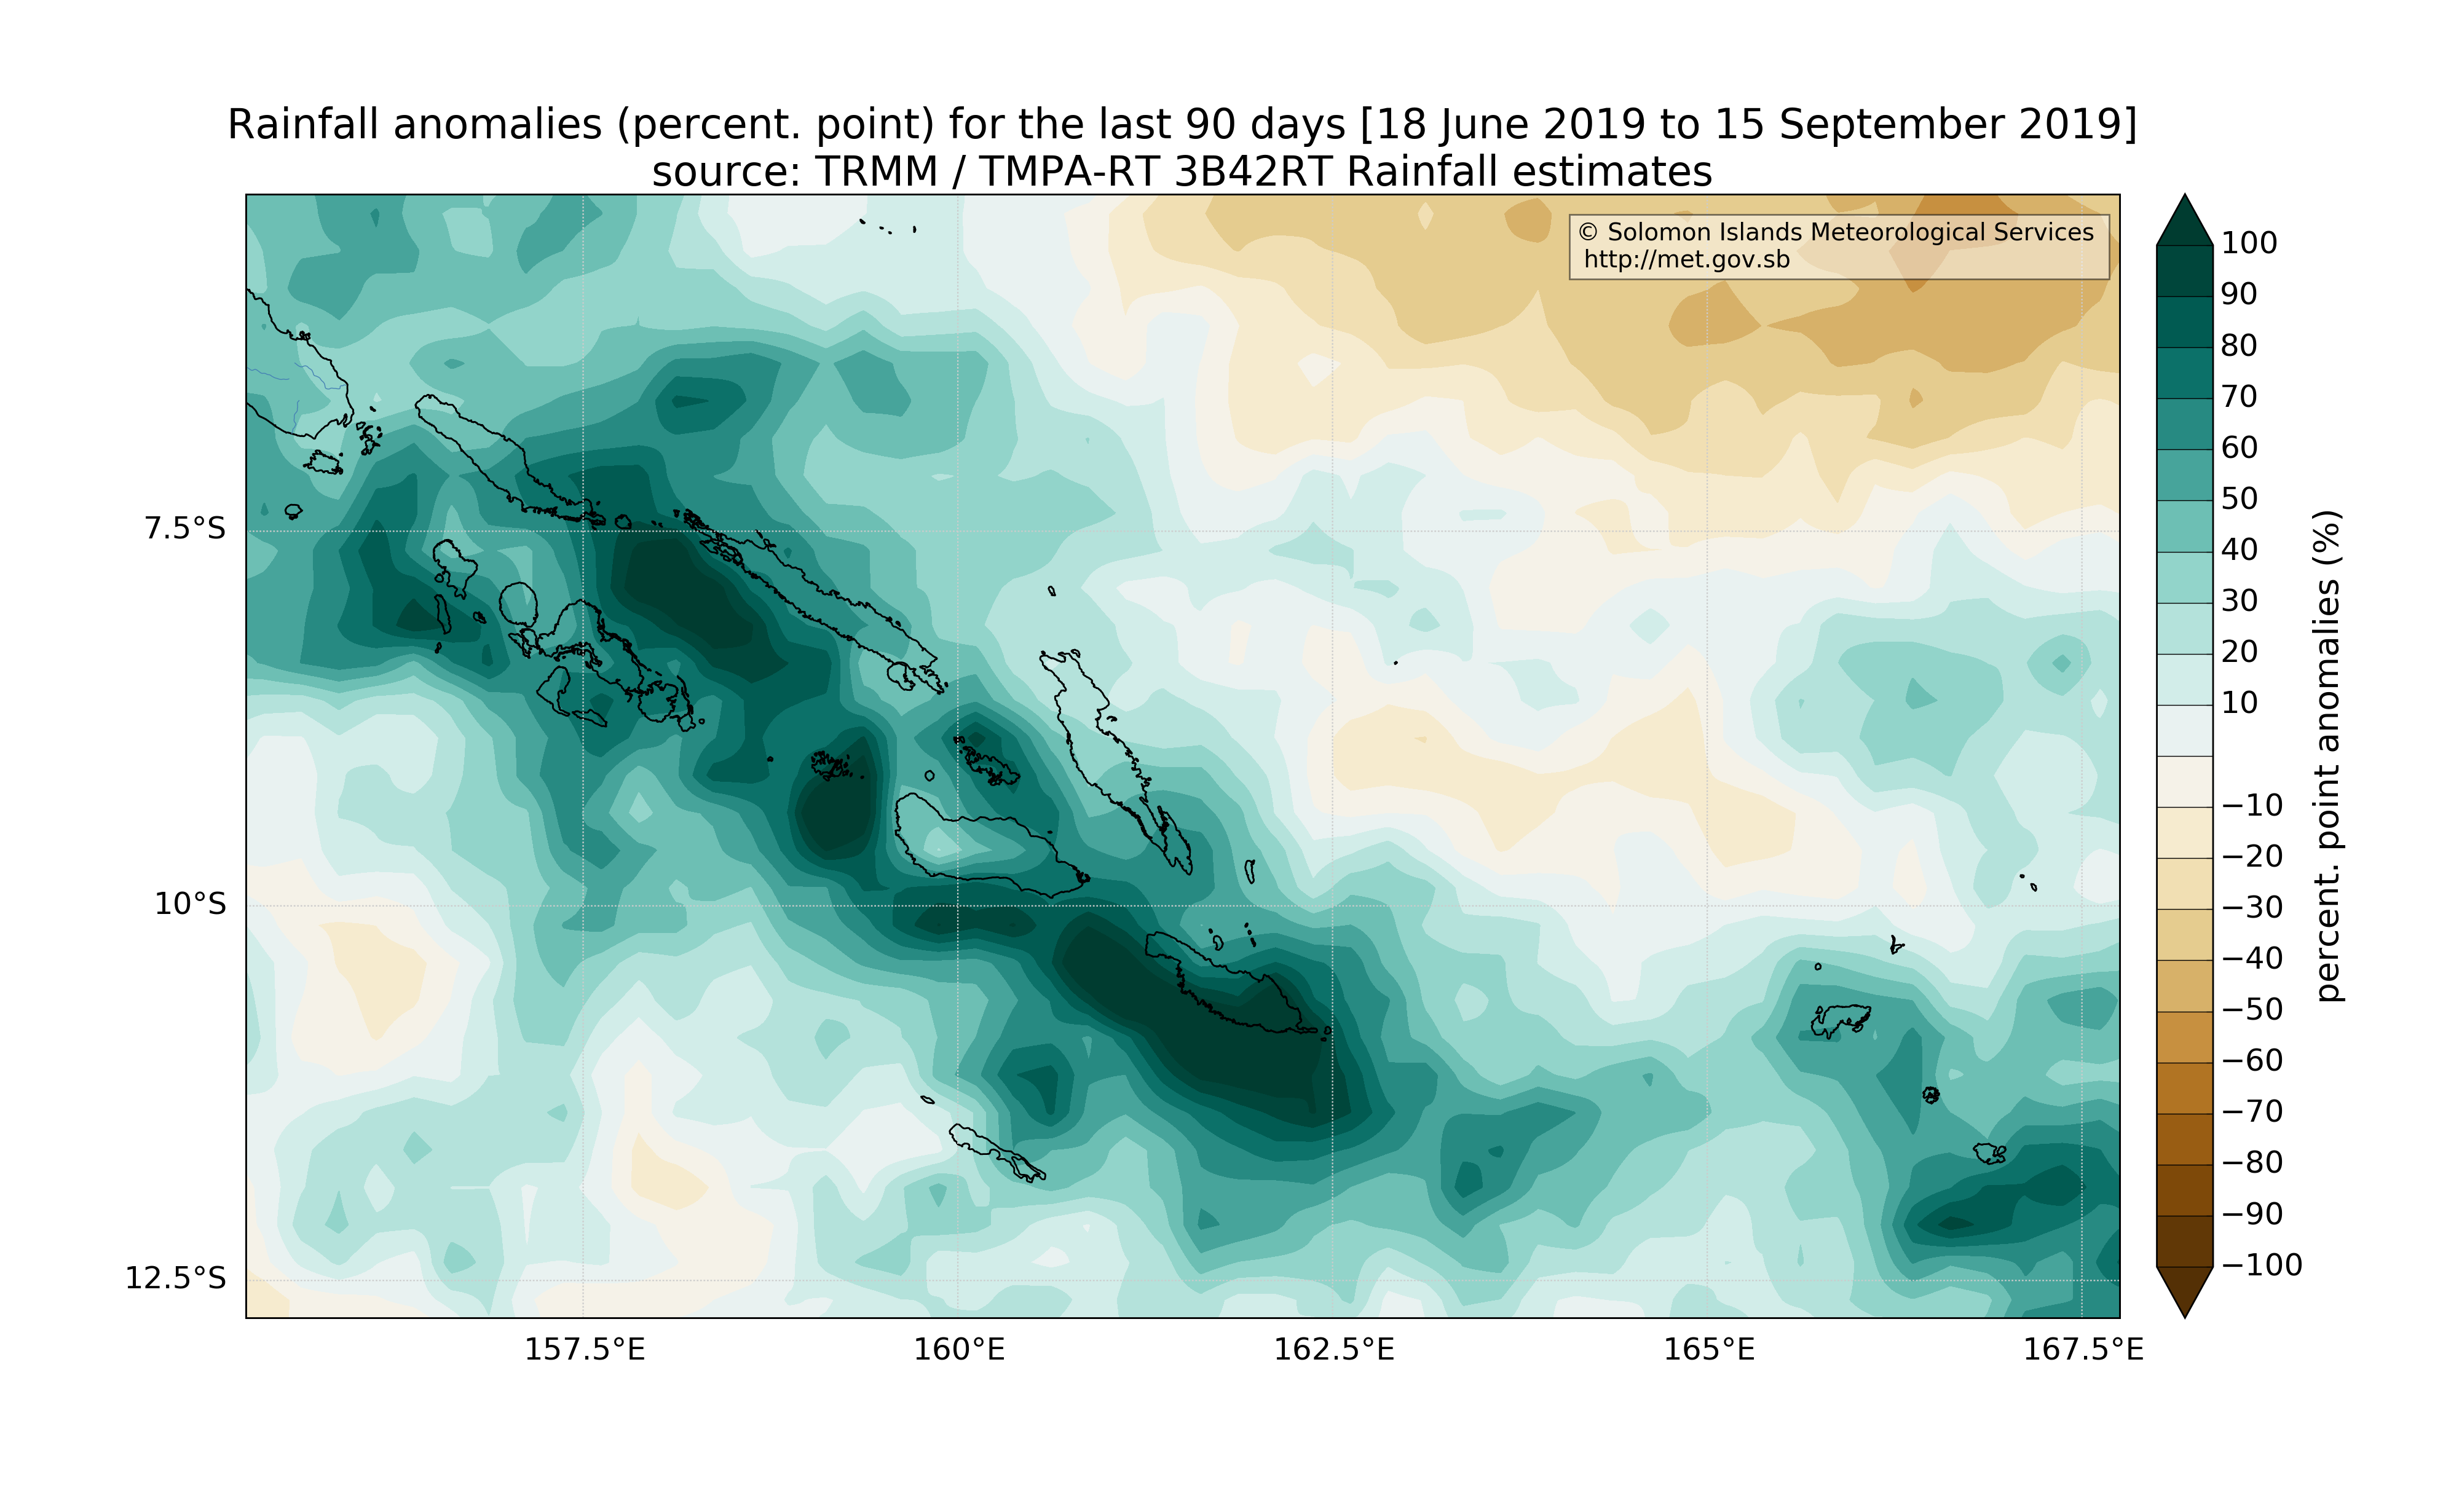 Rainfall anomalies (percent. point) for the last 90 days [18 June 2019 to 15 September 2019]
source: TRMM / TMPA-RT 3B42RT Rainfall estimates
© Solomon Islands Meteorological Services
http://met.gov.sb
7.5°S
10°S
12.5°S
157.5°E
160°E
162.5°E
165°E
167.5°E
100
90
80
70
60
50
40
30
20
10
−10
−20
−30
−40
−50
−60
−70
−80
−90
−100
percent. point anomalies (%)